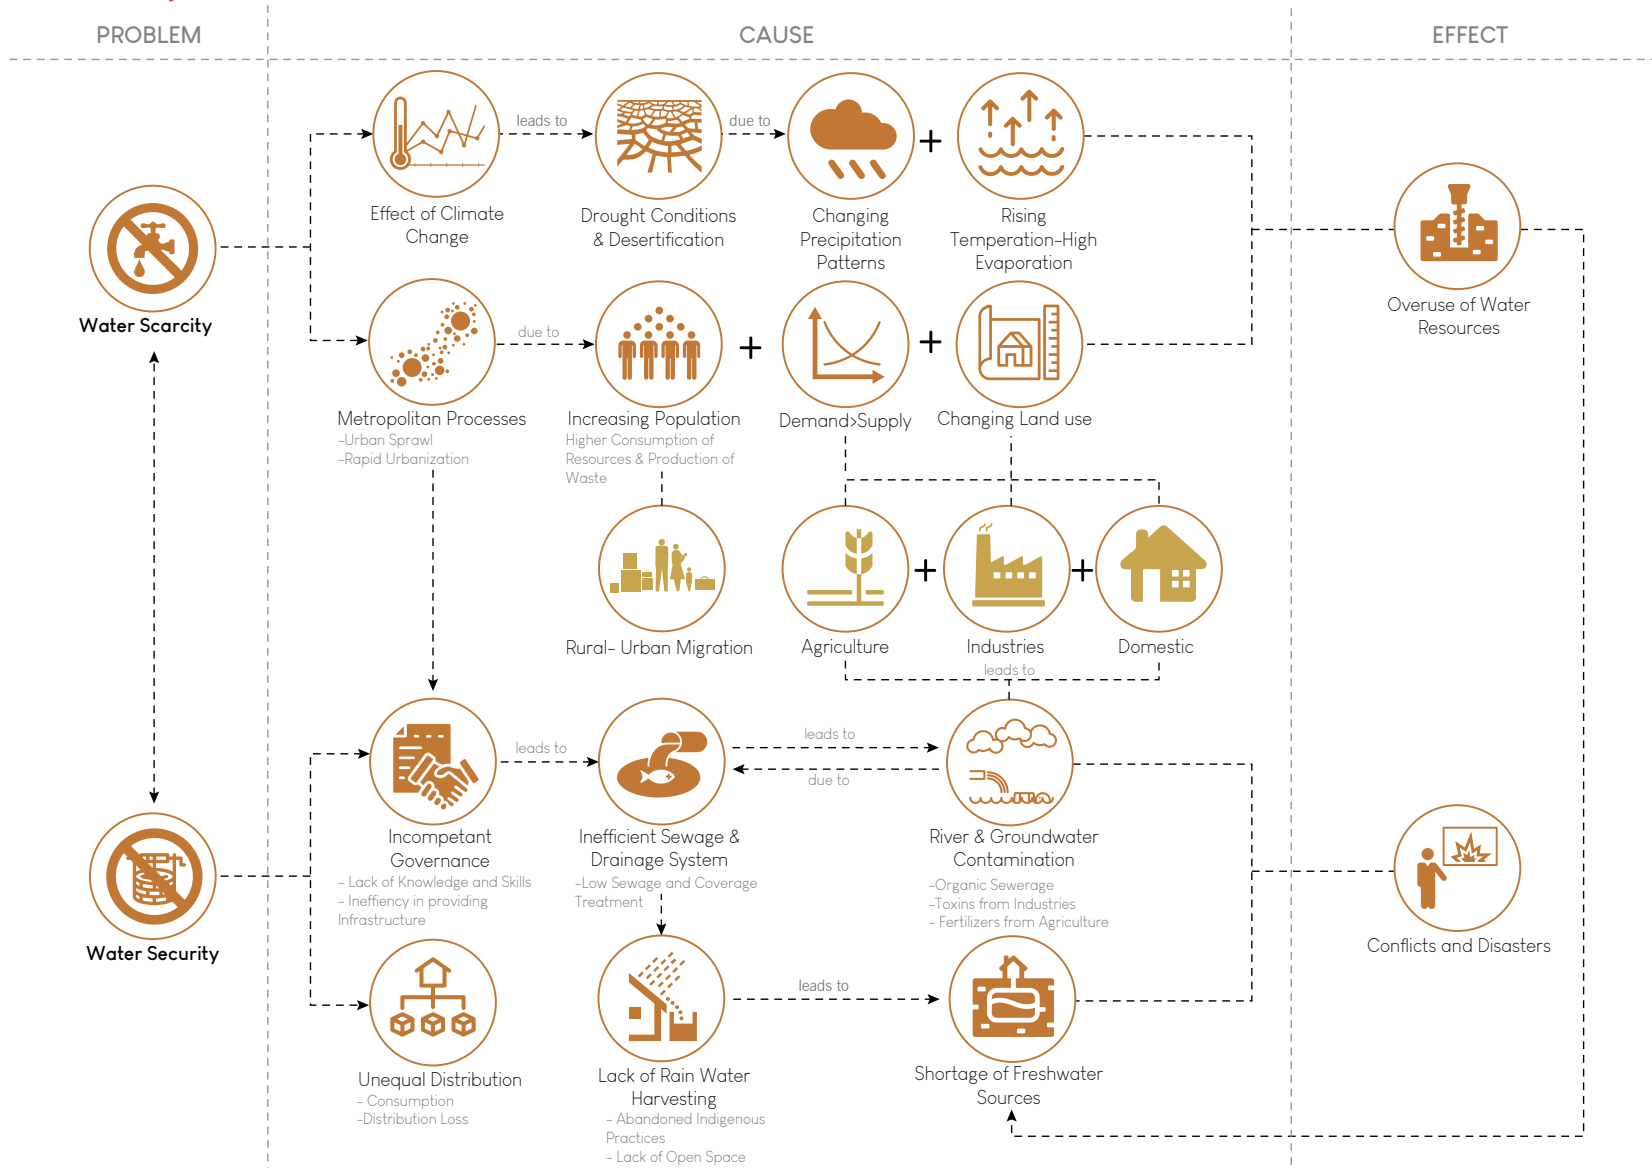 PROBLEM
CAUSE
EFFECT
leads to
due to
Effect of Climate
Change
Drought Conditions
& Desertification
Changing
Precipitation
Patterns
Rising
Temperation-High
Evaporation
Water Scarcity
Overuse of Water
Resources
due to
Metropolitan Processes
-Urban Sprawl
-Rapid Urbanization
Increasing Population
Higher Consumption of
Resources & Production of
Waste
Demand>Supply
Changing Land use
Rural- Urban Migration
Agriculture
Industries
Domestic
leads to
leads to
leads to
due to
Incompetant
Governance
- Lack of Knowledge and Skills
- Ineffiency in providing
Infrastructure
Inefficient Sewage &
Drainage System
-Low Sewage and Coverage
Treatment
River & Groundwater
Contamination
-Organic Sewerage
-Toxins from Industries
- Fertilizers from Agriculture
Water Security
Conflicts and Disasters
leads to
Unequal Distribution
- Consumption
-Distribution Loss
Lack of Rain Water
Harvesting
- Abandoned Indigenous
Practices
- Lack of Open Space
Shortage of Freshwater
Sources